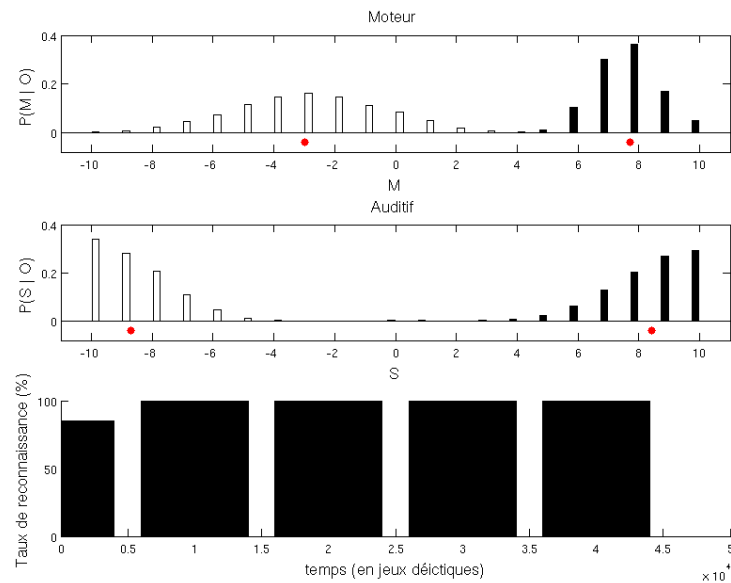 Moteur
P(M | O)
0.4
0.2
0
-10 -8 -6 -4 -2 0 2 4 6 8 10
M
Auditif
P(S | O)
0.4
0.2
0
-10 -8 -6 -4 -2 0 2 4 6 8 10
S
Taux de reconnaissance (%)
100
50
0
0 0.5 1 1.5 2 2.5 3 3.5 4 4.5 5
temps (en jeux déictiques)
× 10⁴